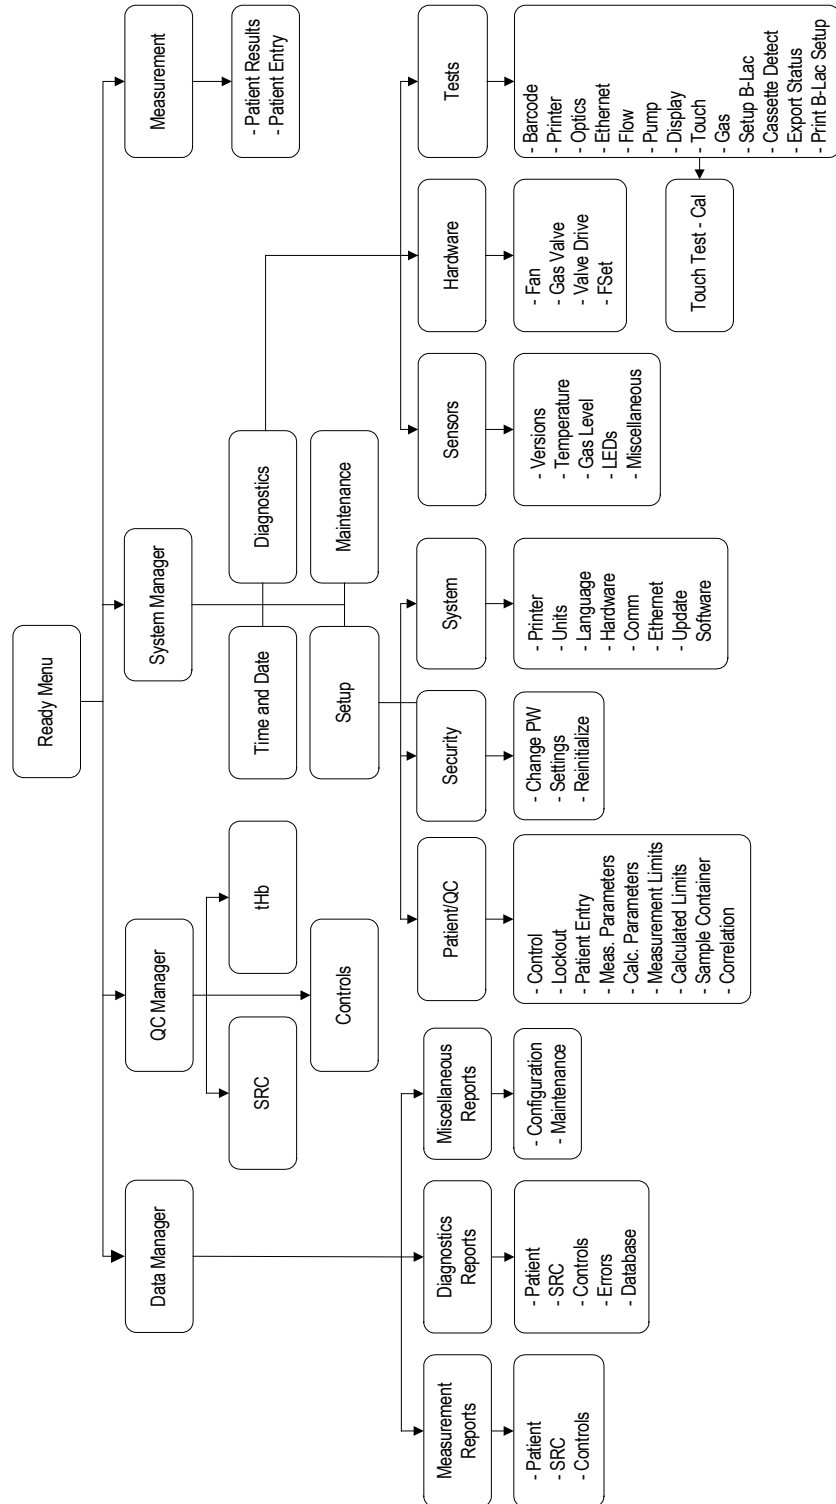 Ready Menu
Data Manager
QC Manager
System Manager
Measurement
- Patient Results
- Patient Entry
SRC
tHb
Controls
Time and Date
Diagnostics
Setup
Maintenance
Measurement
Reports
Diagnostics
Reports
Miscellaneous
Reports
Patient/QC
Security
System
Sensors
Hardware
Tests
- Patient
- SRC
- Controls
- Patient
- SRC
- Controls
- Errors
- Database
- Configuration
- Maintenance
- Control
- Lockout
- Patient Entry
- Meas. Parameters
- Calc. Parameters
- Measurement Limits
- Calculated Limits
- Sample Container
- Correlation
- Change PW
- Settings
- Reinitialize
- Printer
- Units
- Language
- Hardware
- Comm
- Ethernet
- Update
Software
- Versions
- Temperature
- Gas Level
- LEDs
- Miscellaneous
- Fan
- Gas Valve
- Valve Drive
- FSet
- Barcode
- Printer
- Optics
- Ethernet
- Flow
- Pump
- Display
- Touch
- Gas
- Setup B-Lac
- Cassette Detect
- Export Status
- Print B-Lac Setup
Touch Test - Cal